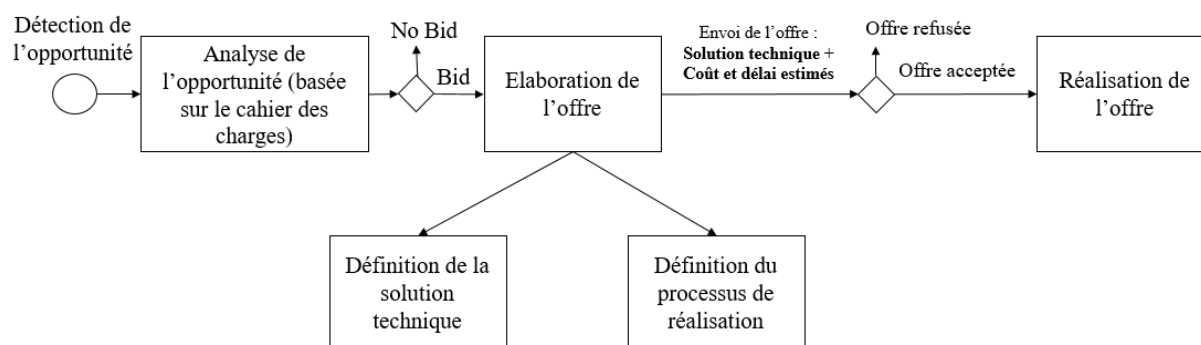 Détection de
l’opportunité
Analyse de
l’opportunité (basée
sur le cahier des
charges)
No Bid
Bid
Elaboration de
l’offre
Envoi de l’offre :
Solution technique +
Coût et délai estimés
Offre refusée
Offre acceptée
Réalisation de
l’offre
Définition de la
solution
technique
Définition du
processus de
réalisation